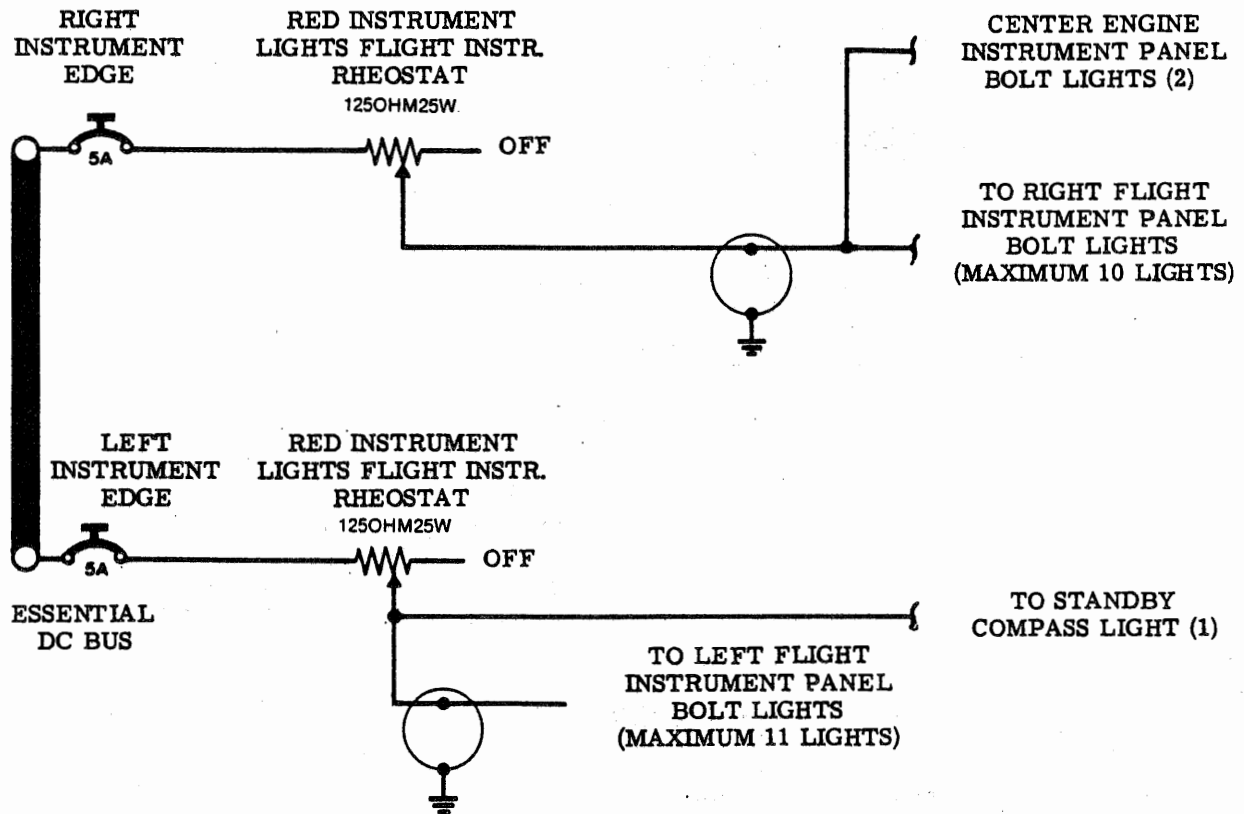 RIGHT
INSTRUMENT
EDGE
RED INSTRUMENT
LIGHTS FLIGHT INSTR.
RHEOSTAT
125OHM25W
5A
OFF
CENTER ENGINE
INSTRUMENT PANEL
BOLT LIGHTS (2)
TO RIGHT FLIGHT
INSTRUMENT PANEL
BOLT LIGHTS
(MAXIMUM 10 LIGHTS)
LEFT
INSTRUMENT
EDGE
RED INSTRUMENT
LIGHTS FLIGHT INSTR.
RHEOSTAT
125OHM25W
5A
OFF
ESSENTIAL
DC BUS
TO STANDBY
COMPASS LIGHT (1)
TO LEFT FLIGHT
INSTRUMENT PANEL
BOLT LIGHTS
(MAXIMUM 11 LIGHTS)